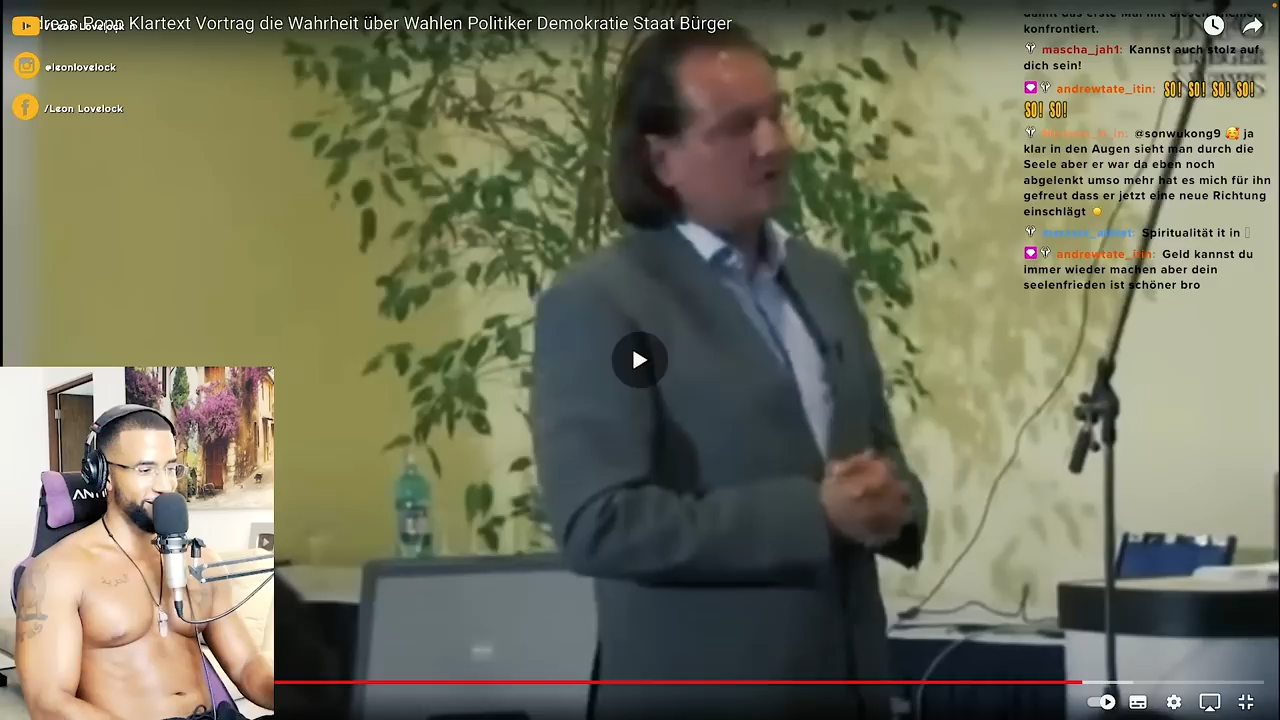 dreas Popp Klartext Vortrag die Wahrheit über Wahlen Politiker Demokratie Staat Bürger
/Leon Lovelock
@leonlovelock
/Leon Lovelock
konfrontiert.
mascha_jah1: Kannst auch stolz auf
dich sein!
andrewtate_itin: SO! SO! SO! SO!
SO! SO!
@sonwukong9 🥰 ja
klar in den Augen sieht man durch die
Seele aber er war da eben noch
abgelenkt umso mehr hat es mich für ihn
gefreut dass er jetzt eine neue Richtung
einschlägt
Spiritualität it in
andrewtate_itin: Geld kannst du
immer wieder machen aber dein
seelenfrieden ist schöner bro